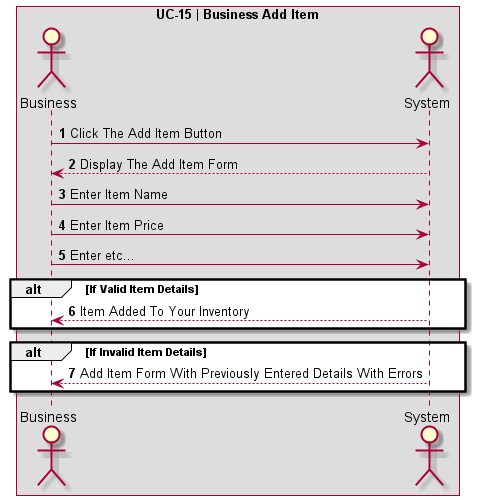 UC-15 | Business Add Item
Business System
1 Click The Add Item Button
2 Display The Add Item Form
3 Enter Item Name
4 Enter Item Price
5 Enter etc...
alt [If Valid Item Details]
6 Item Added To Your Inventory
alt [If Invalid Item Details]
7 Add Item Form With Previously Entered Details With Errors
Business System